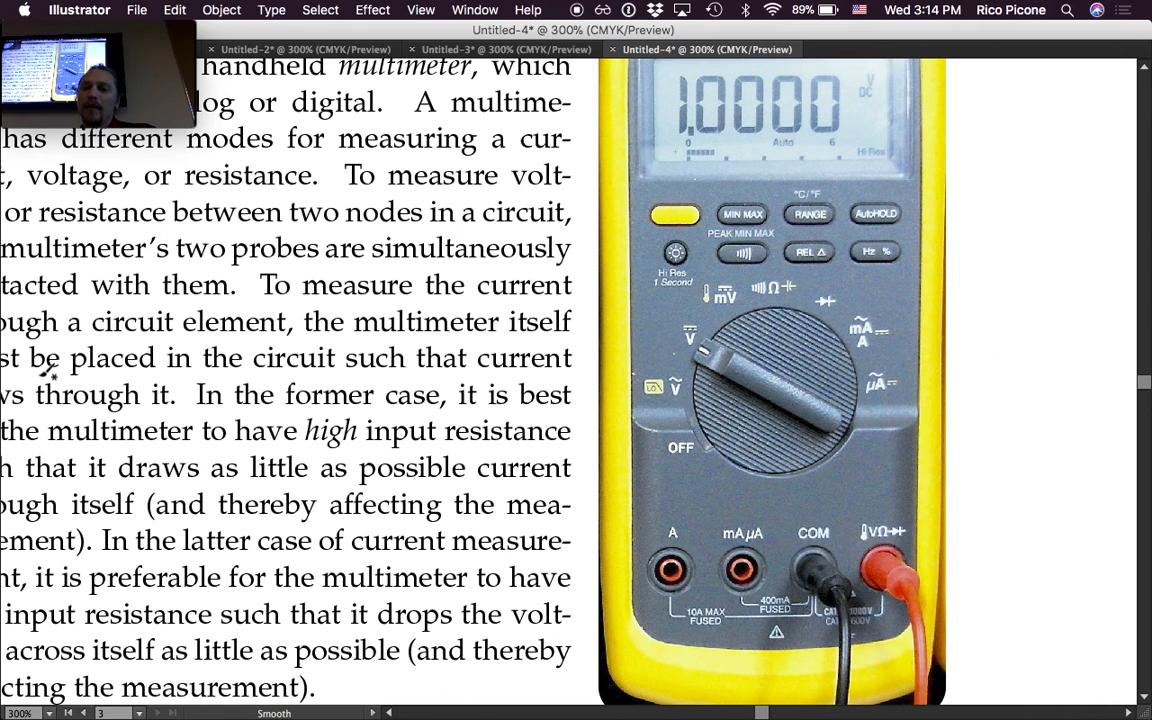 Illustrator File Edit Object Type Select Effect View Window Help 89% Wed 3:14 PM Rico Picone
Untitled-4* @ 300% (CMYK/Preview)
Untitled-2* @ 300% (CMYK/Preview) Untitled-3* @ 300% (CMYK/Preview) Untitled-4* @ 300% (CMYK/Preview)
handheld multimeter, which
log or digital. A multime-
has different modes for measuring a cur-
t, voltage, or resistance. To measure volt-
or resistance between two nodes in a circuit,
multimeter's two probes are simultaneously
tacted with them. To measure the current
ough a circuit element, the multimeter itself
st be placed in the circuit such that current
ws through it. In the former case, it is best
the multimeter to have high input resistance
h that it draws as little as possible current
ough itself (and thereby affecting the mea-
ement). In the latter case of current measure-
nt, it is preferable for the multimeter to have
input resistance such that it drops the volt-
across itself as little as possible (and thereby
cting the measurement).
1.0000 V DC
0 Auto 6
Hi Res
°C/°F
MIN MAX RANGE AutoHOLD
PEAK MIN MAX
REL Δ Hz %
Hi Res
1 Second
mV Ω
V mA
A
V µA
OFF
A mA µA COM VΩ
10A MAX
FUSED
400mA
FUSED
300% 3 Smooth